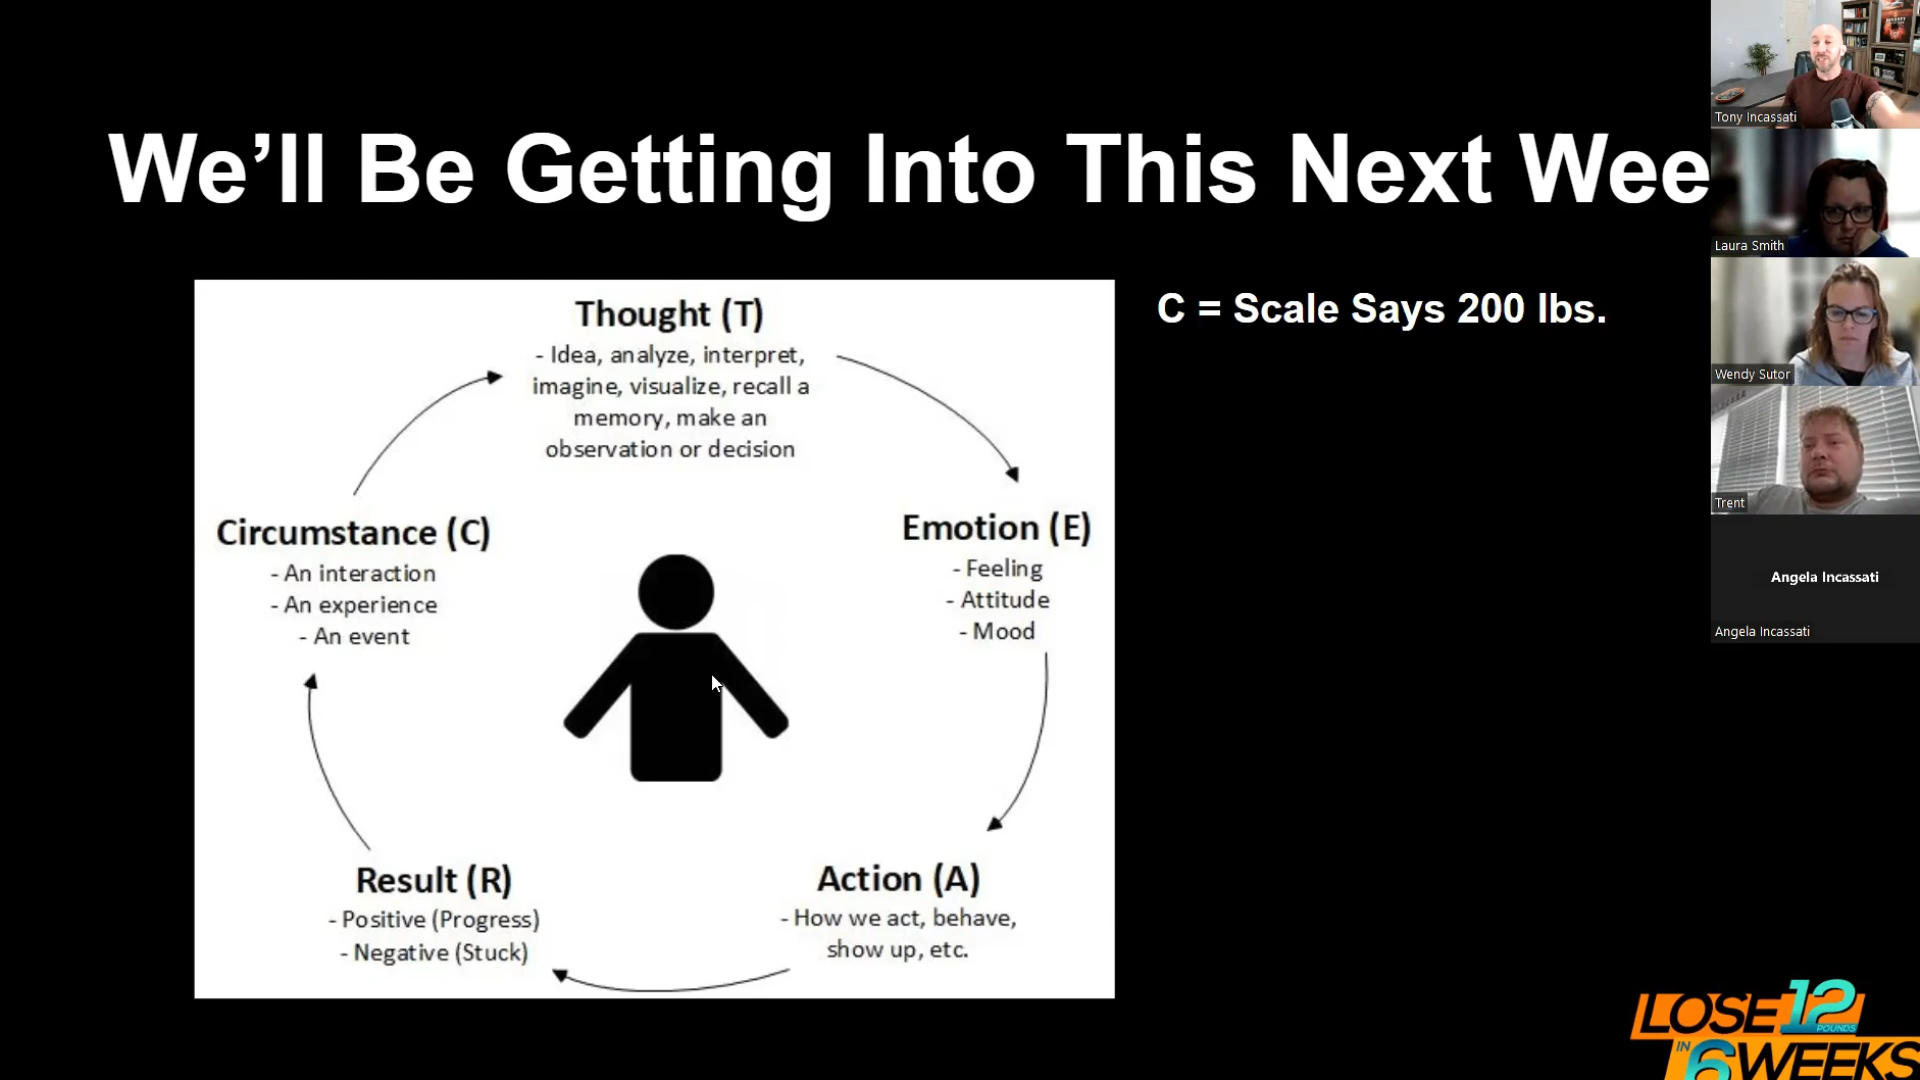 We’ll Be Getting Into This Next Wee
Thought (T)
- Idea, analyze, interpret,
imagine, visualize, recall a
memory, make an
observation or decision
Circumstance (C)
- An interaction
- An experience
- An event
Emotion (E)
- Feeling
- Attitude
- Mood
Result (R)
- Positive (Progress)
- Negative (Stuck)
Action (A)
- How we act, behave,
show up, etc.
C = Scale Says 200 lbs.
Tony Incassati
Laura Smith
Wendy Sutor
Trent
Angela Incassati
Angela Incassati
LOSE 12
POUNDS
IN 6 WEEKS